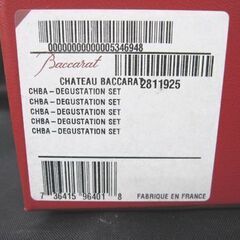 0000000000005346948
Baccarat
CHATEAU BACCARAT 2811925
CHBA-DEGUSTATION SET
CHBA-DEGUSTATION SET
CHBA-DEGUSTATION SET
CHBA-DEGUSTATION SET
CHBA-DEGUSTATION SET
7 36415 96401 8
FABRIQUE EN FRANCE